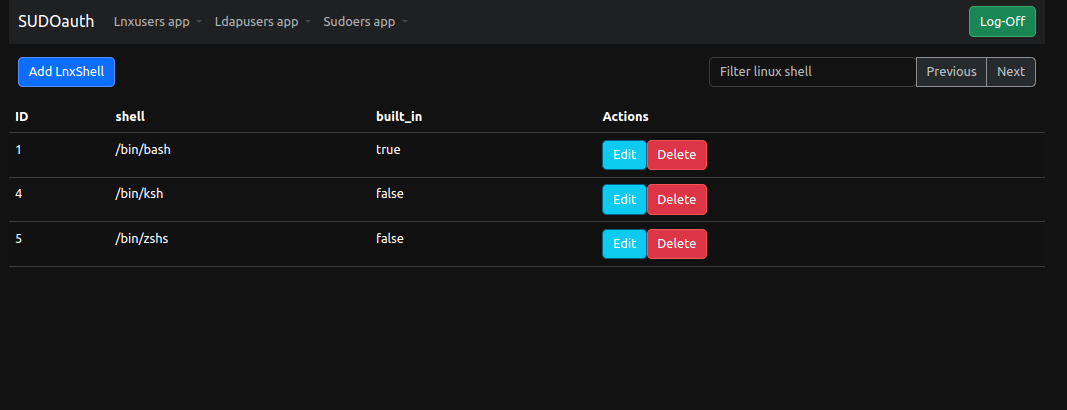 SUDOauth Lnxusers app Ldapusers app Sudoers app Log-Off
Add LnxShell Filter linux shell Previous Next
ID shell built_in Actions
1 /bin/bash true Edit Delete
4 /bin/ksh false Edit Delete
5 /bin/zshs false Edit Delete